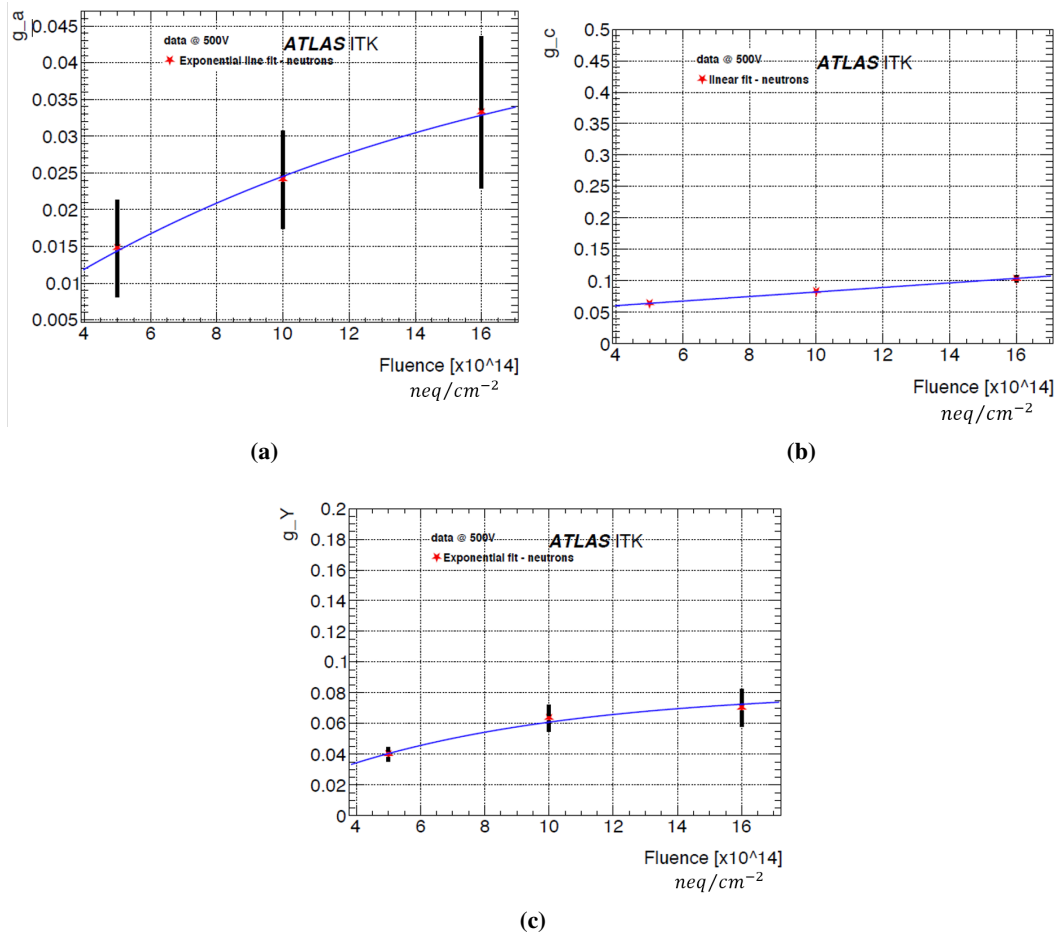 g_a
0.045
0.04
0.035
0.03
0.025
0.02
0.015
0.01
0.005
data @ 500V
ATLAS ITK
Exponential line fit - neutrons
4 6 8 10 12 14 16
Fluence [x10^14]
neq/cm⁻²
(a)
g_c
0.5
0.45
0.4
0.35
0.3
0.25
0.2
0.15
0.1
0.05
0
data @ 500V
ATLAS ITK
linear fit - neutrons
4 6 8 10 12 14 16
Fluence [x10^14]
neq/cm⁻²
(b)
g_Y
0.2
0.18
0.16
0.14
0.12
0.1
0.08
0.06
0.04
0.02
0
data @ 500V
ATLAS ITK
Exponential fit - neutrons
4 6 8 10 12 14 16
Fluence [x10^14]
neq/cm⁻²
(c)